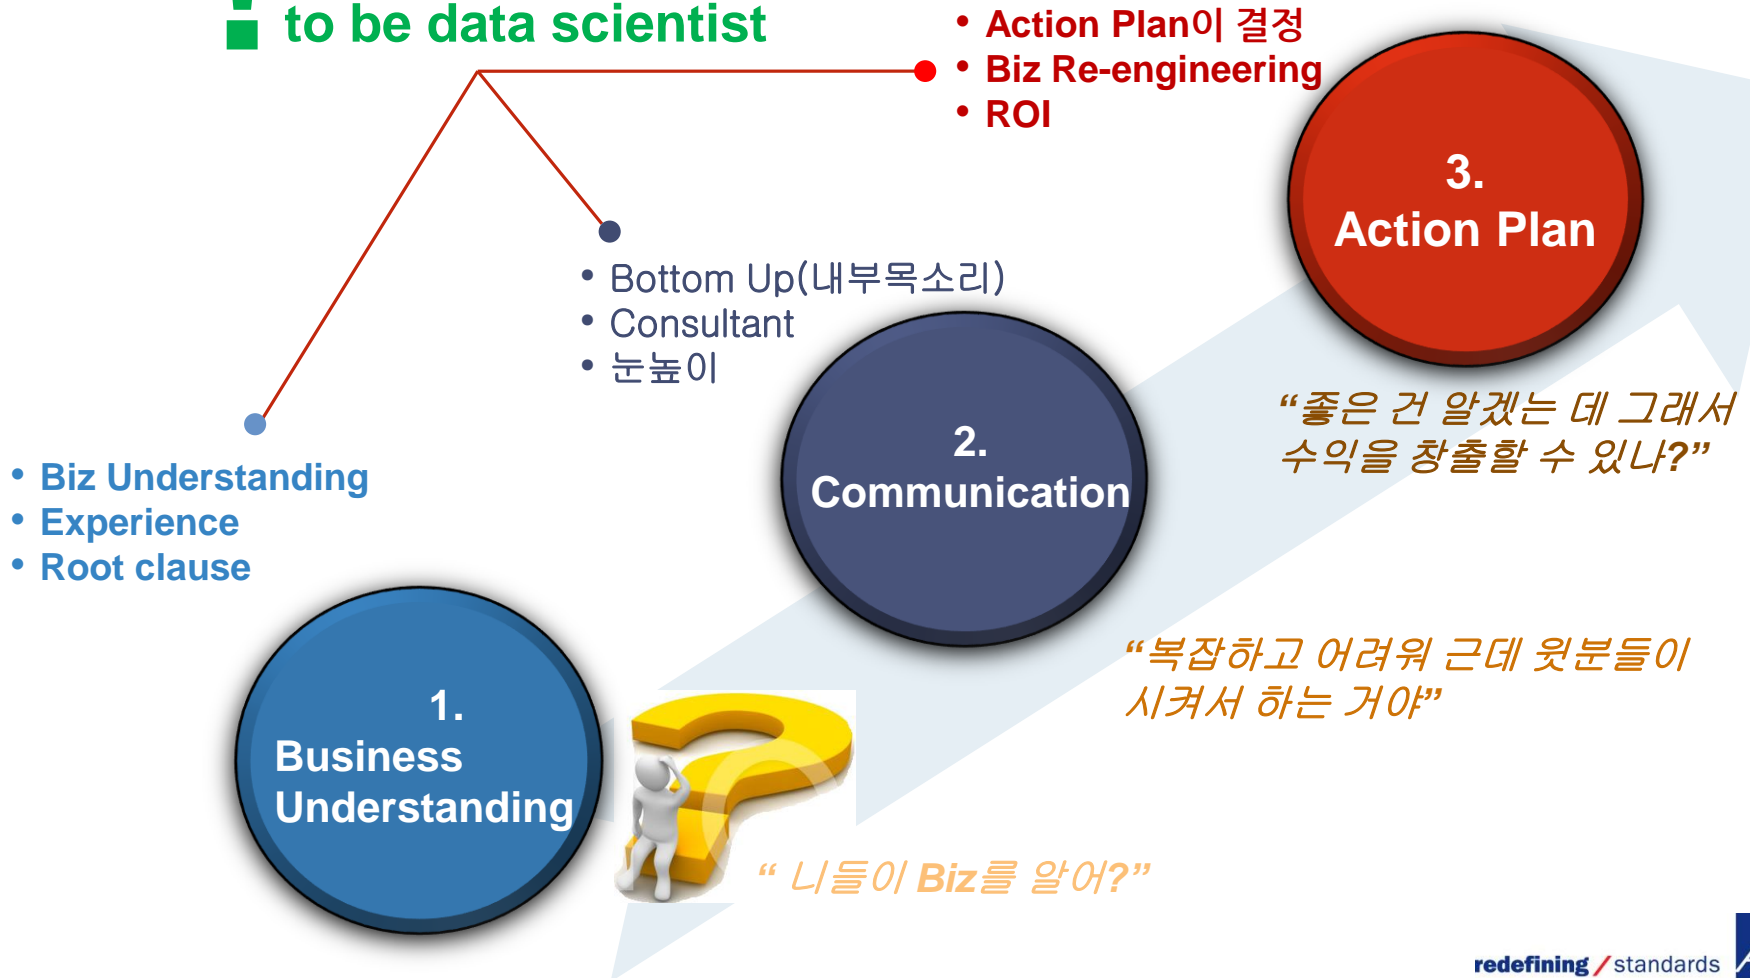 to be data scientist
• Action Plan이 결정
• Biz Re-engineering
• ROI
3.
Action Plan
• Bottom Up(내부목소리)
• Consultant
• 눈높이
2.
Communication
“좋은 건 알겠는 데 그래서
수익을 창출할 수 있나?”
• Biz Understanding
• Experience
• Root clause
“복잡하고 어려워 근데 윗분들이
시켜서 하는 거야”
1.
Business
Understanding
“ 니들이 Biz를 알어?”
redefining / standards